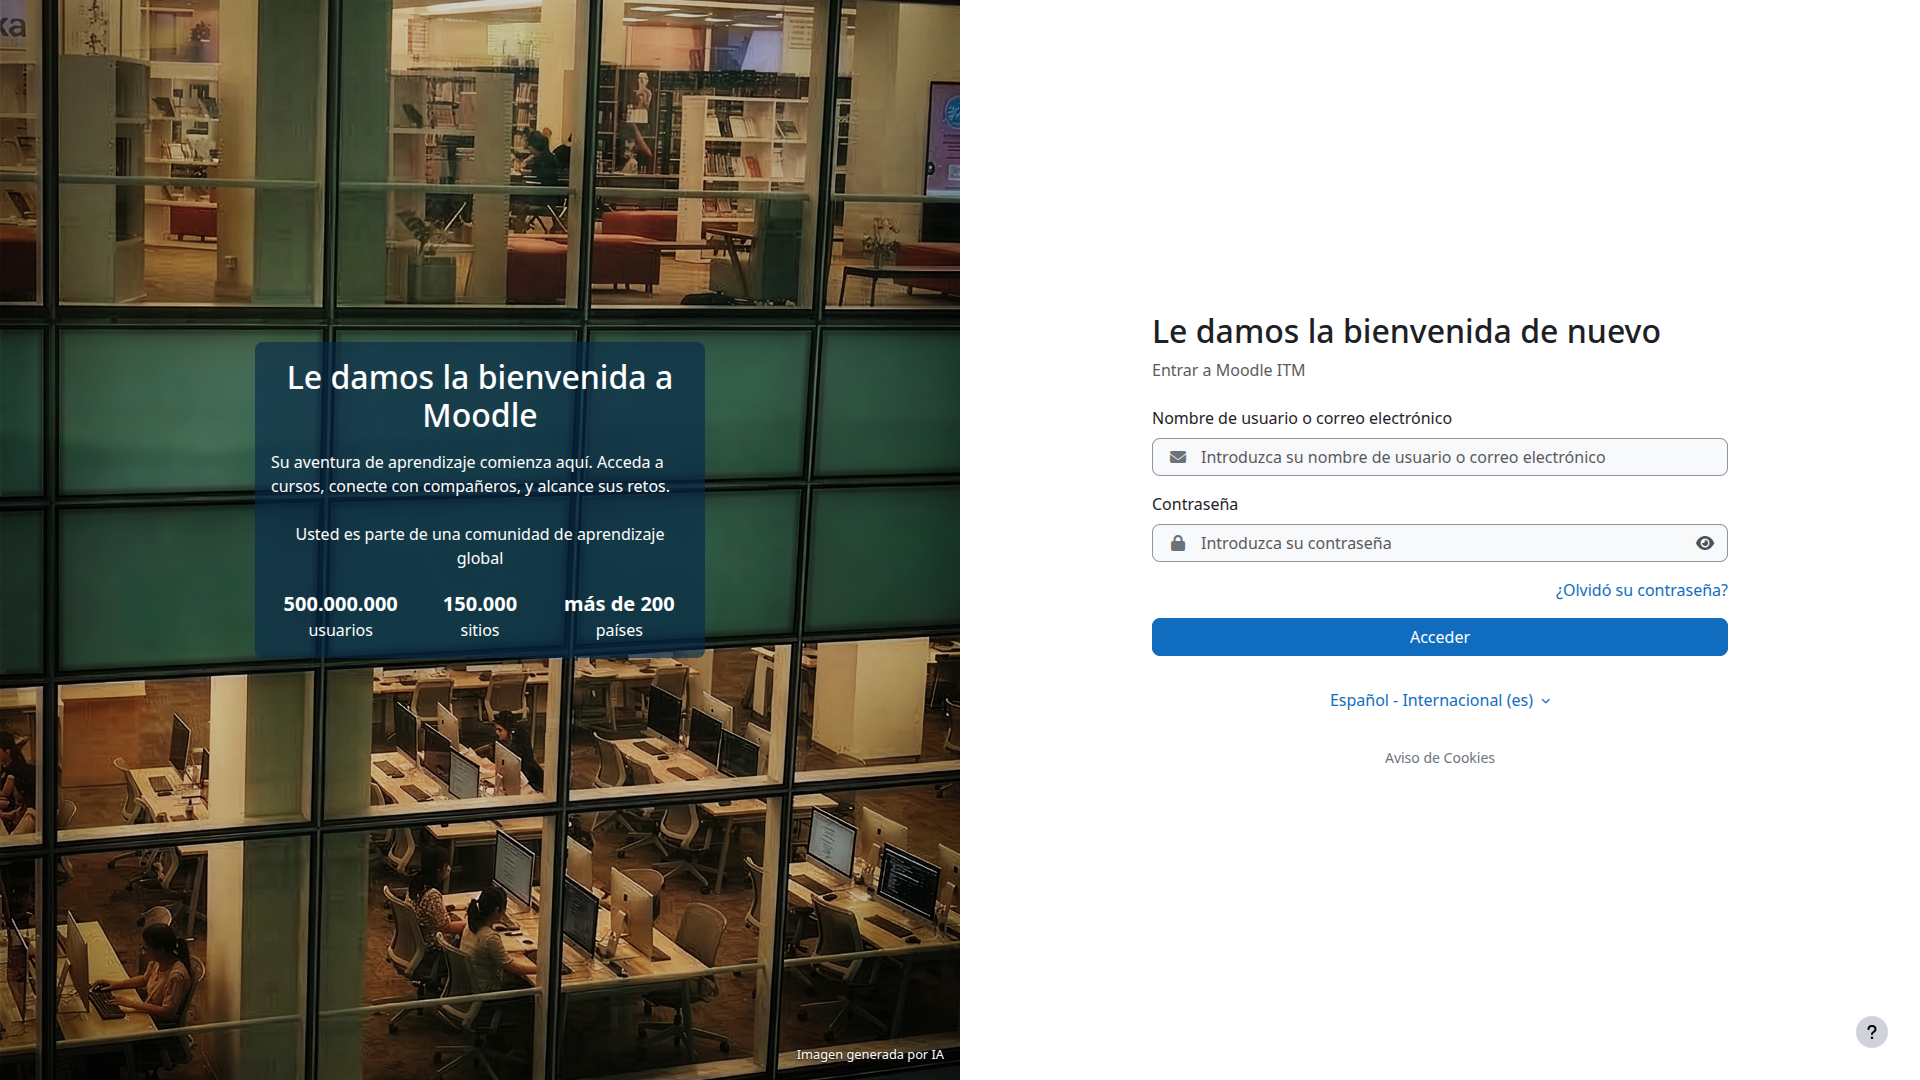 ka
Le damos la bienvenida a
Moodle
Su aventura de aprendizaje comienza aquí. Acceda a
cursos, conecte con compañeros, y alcance sus retos.
Usted es parte de una comunidad de aprendizaje
global
500.000.000
usuarios
150.000
sitios
más de 200
países
Imagen generada por IA
Le damos la bienvenida de nuevo
Entrar a Moodle ITM
Nombre de usuario o correo electrónico
Introduzca su nombre de usuario o correo electrónico
Contraseña
Introduzca su contraseña
¿Olvidó su contraseña?
Acceder
Español - Internacional (es)
Aviso de Cookies
?